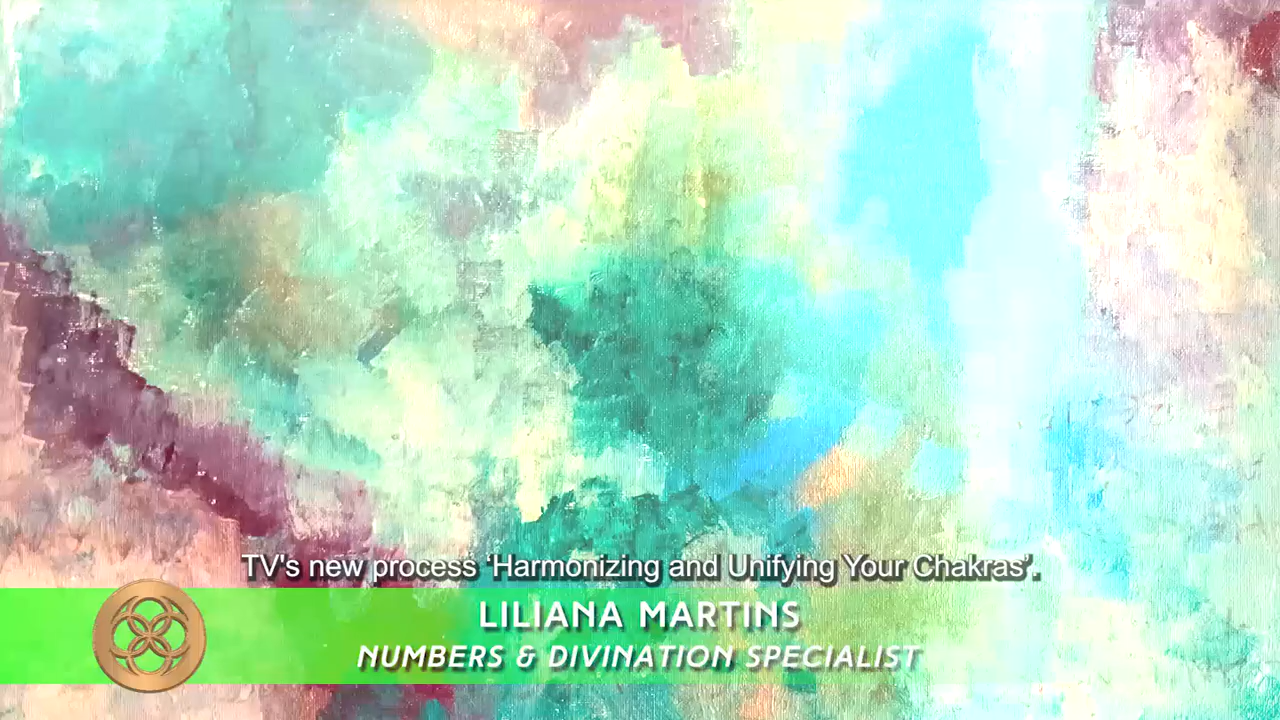 TV's new process ‘Harmonizing and Unifying Your Chakras’.
LILIANA MARTINS
NUMBERS & DIVINATION SPECIALIST